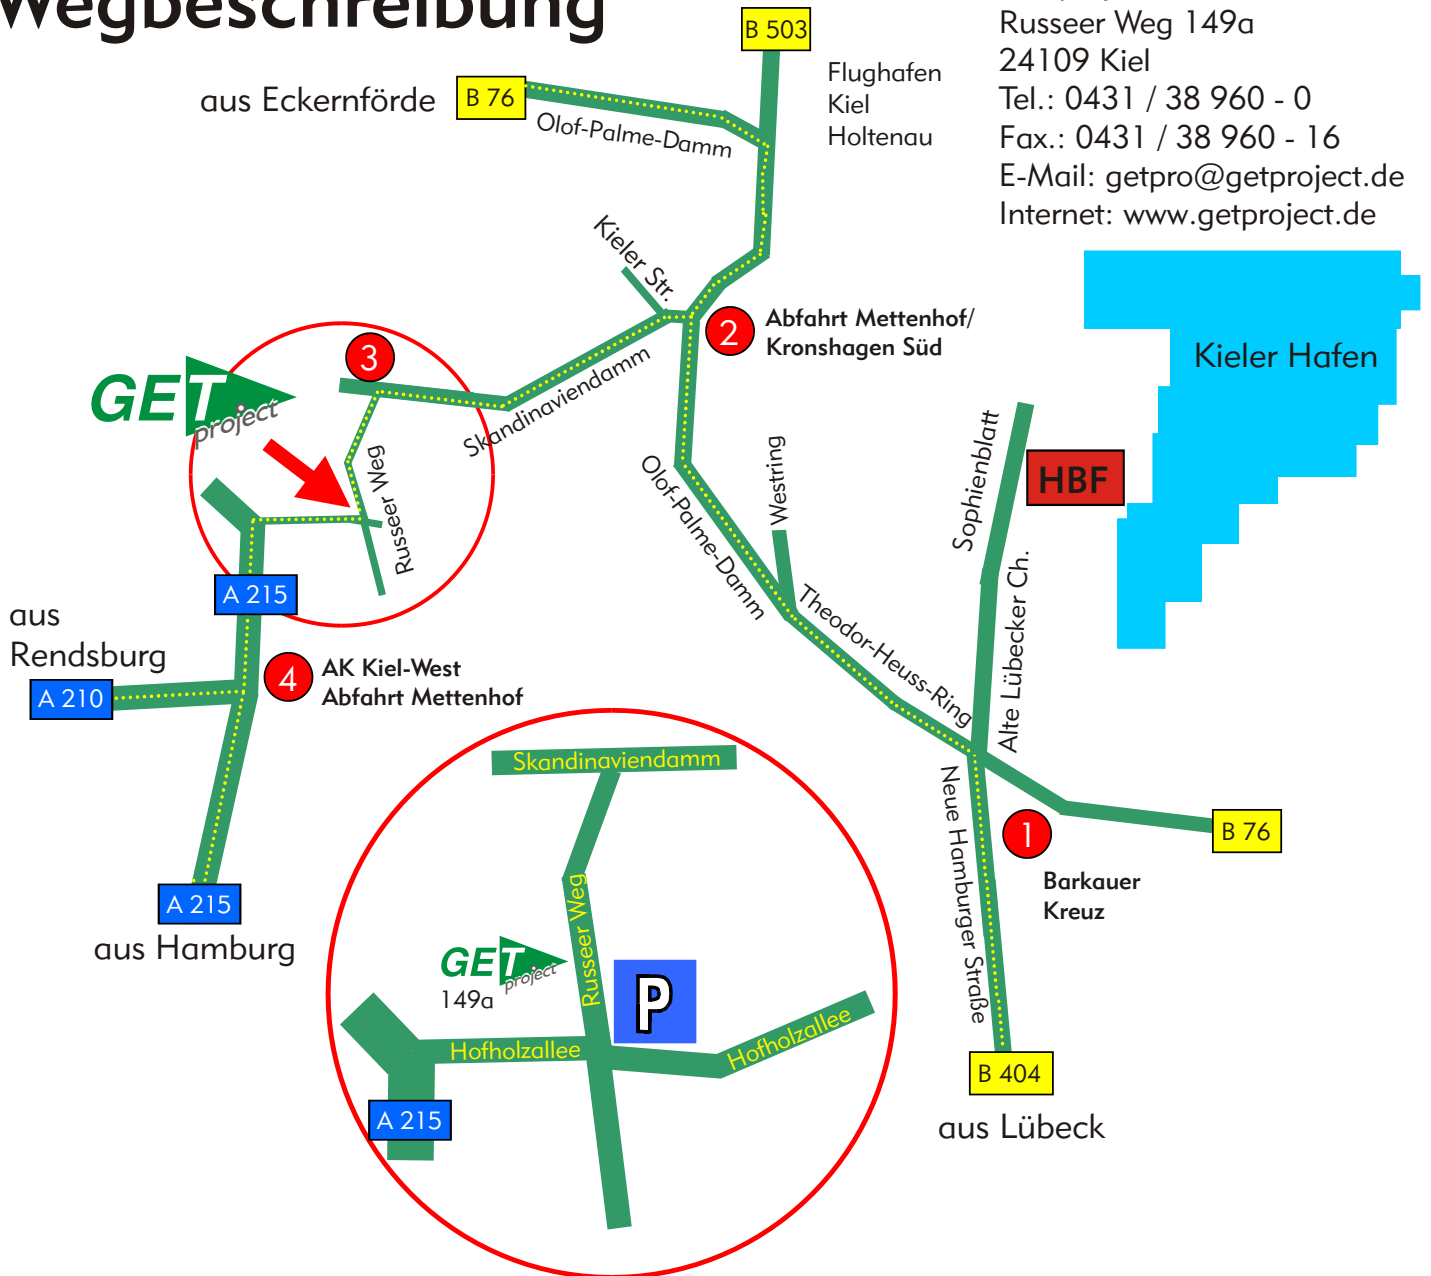 Wegbeschreibung
Russeer Weg 149a
24109 Kiel
Tel.: 0431 / 38 960 - 0
Fax.: 0431 / 38 960 - 16
E-Mail: getpro@getproject.de
Internet: www.getproject.de
B 503
Flughafen
Kiel
Holtenau
aus Eckernförde
B 76
Olof-Palme-Damm
Kieler Str.
2
Abfahrt Mettenhof/
Kronshagen Süd
Kieler Hafen
3
GET
project
Skandinaviendamm
Russeer Weg
Olof-Palme-Damm
Westring
Sophienblatt
HBF
Theodor-Heuss-Ring
Alte Lübecker Ch.
A 215
aus
Rendsburg
A 210
4
AK Kiel-West
Abfahrt Mettenhof
A 215
aus Hamburg
Neue Hamburger Straße
1
Barkauer
Kreuz
B 76
B 404
aus Lübeck
Skandinaviendamm
Russeer Weg
GET
project
149a
P
Hofholzallee
Hofholzallee
A 215